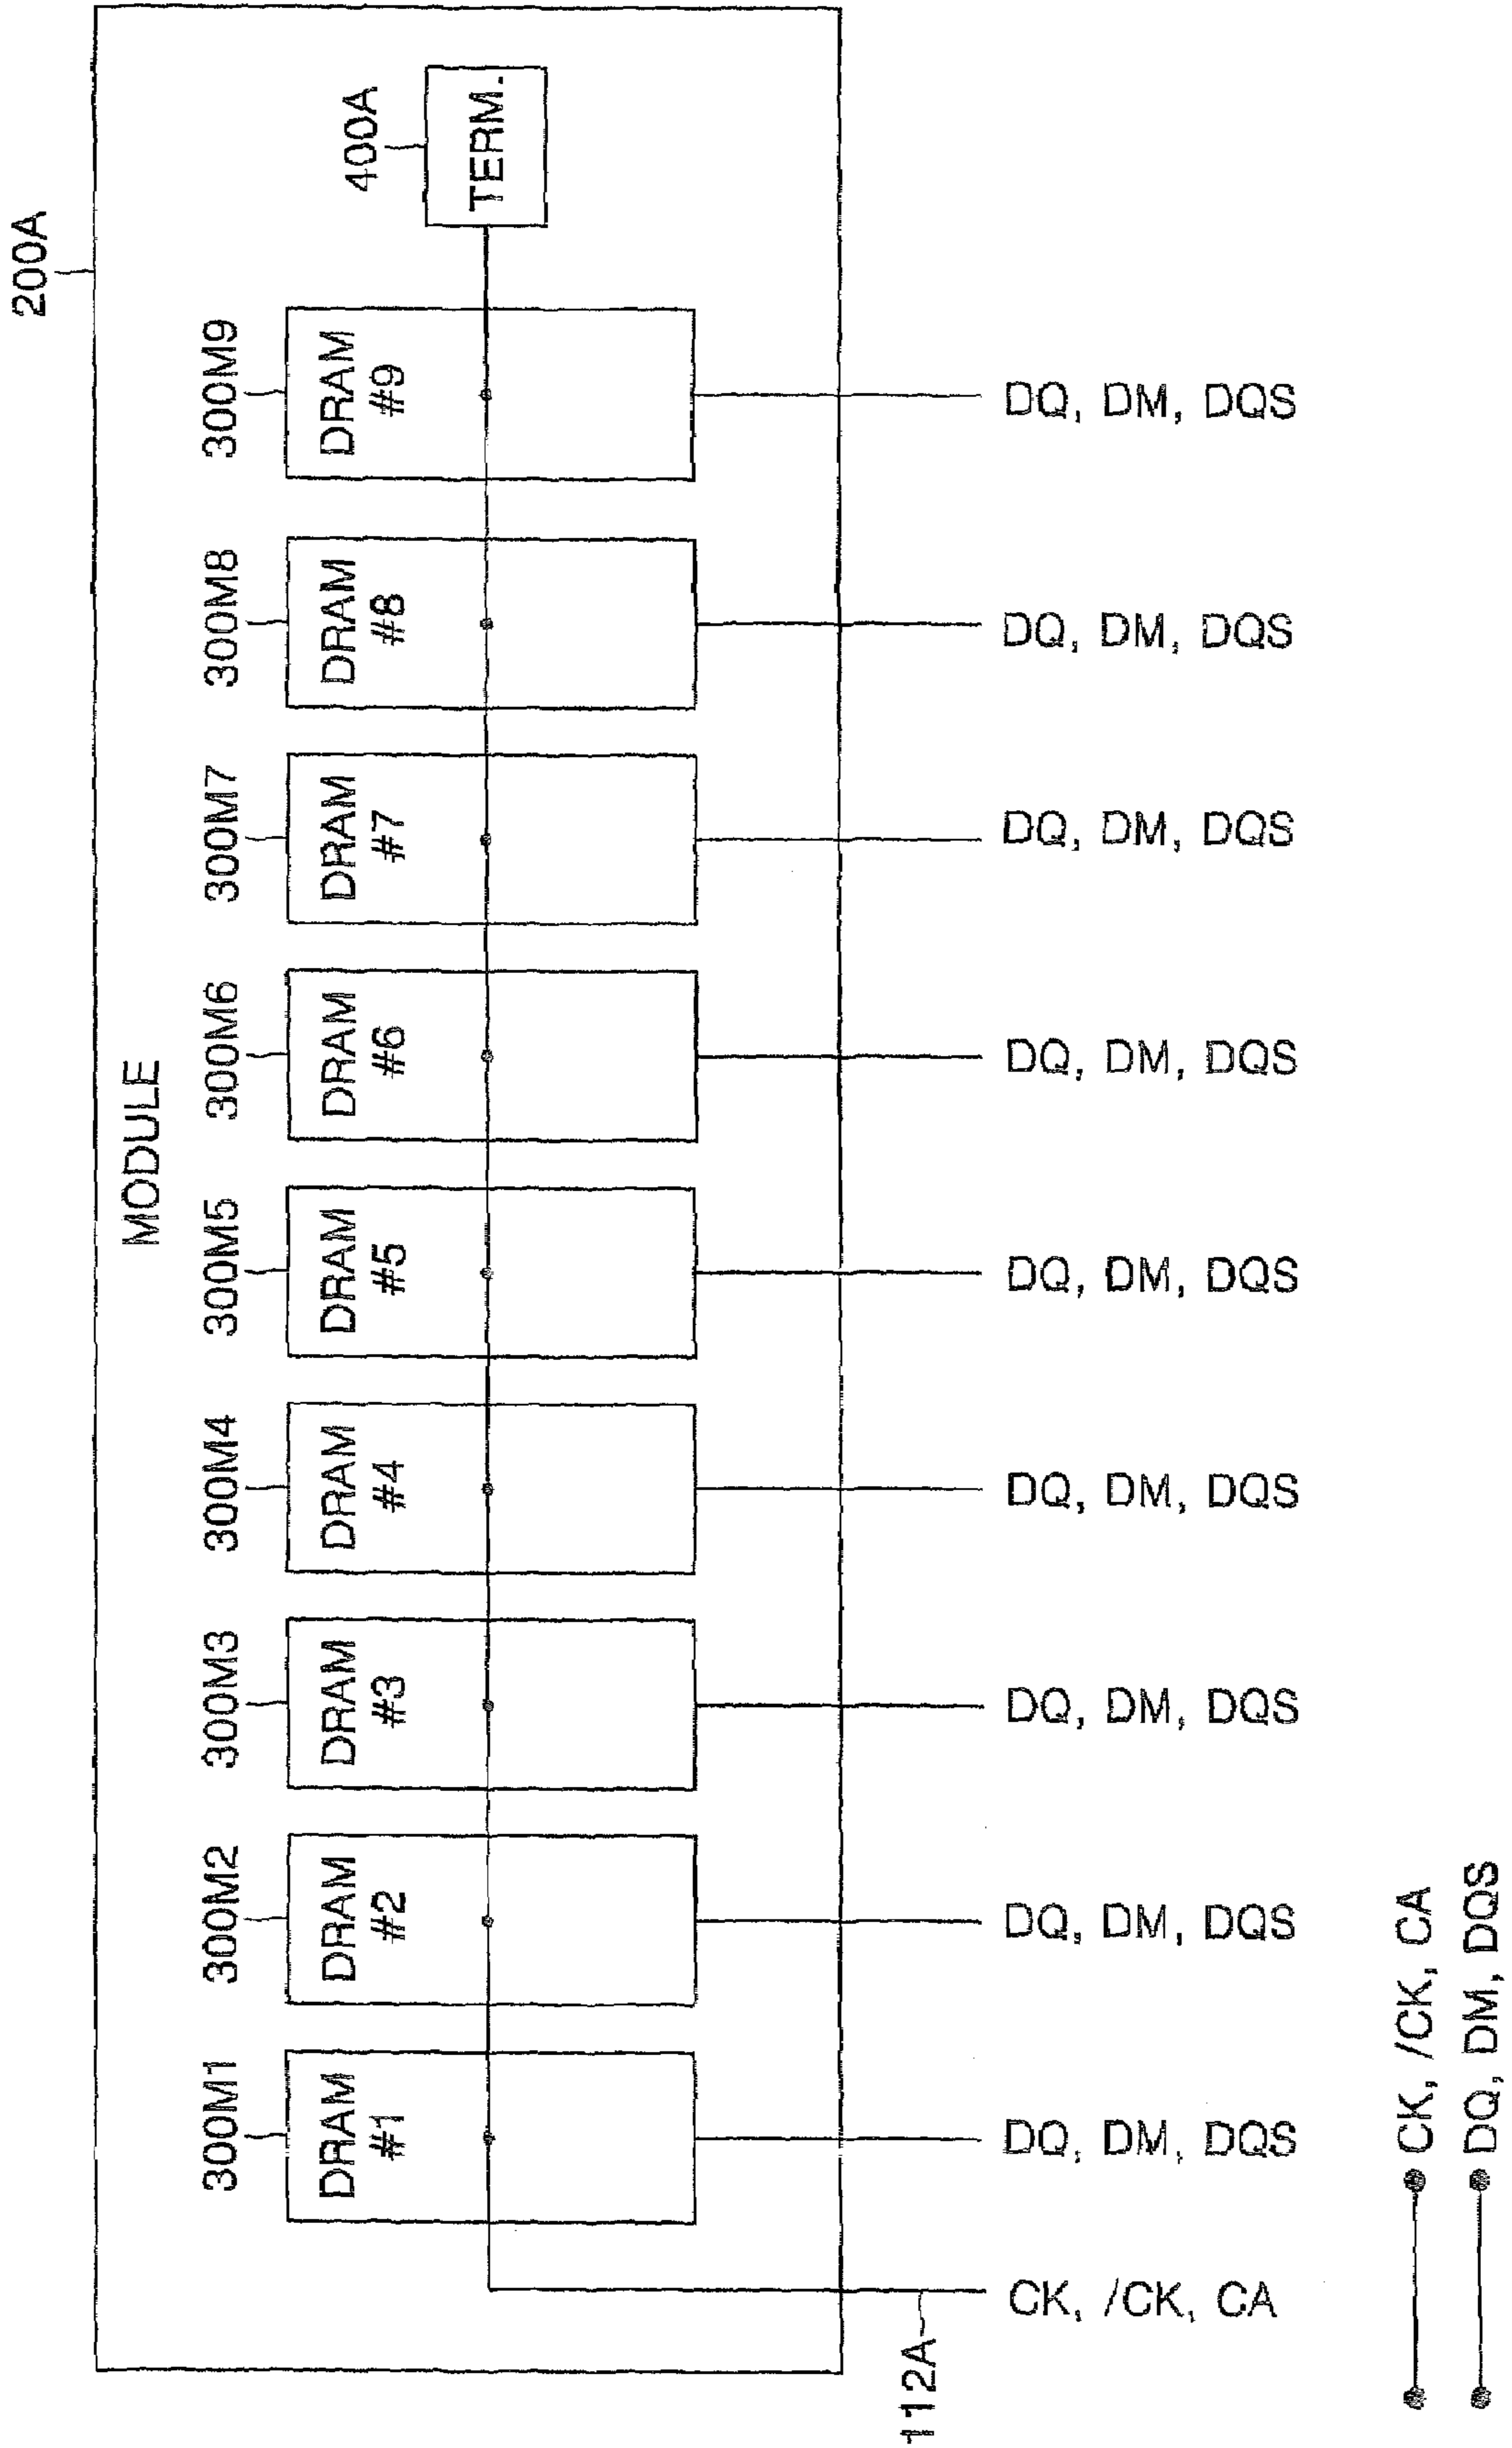 200A
MODULE
300M1
300M2
300M3
300M4
300M5
300M6
300M7
300M8
300M9
400A
DRAM
#1
DRAM
#2
DRAM
#3
DRAM
#4
DRAM
#5
DRAM
#6
DRAM
#7
DRAM
#8
DRAM
#9
TERM.
112A
CK, /CK, CA
DQ, DM, DQS
DQ, DM, DQS
DQ, DM, DQS
DQ, DM, DQS
DQ, DM, DQS
DQ, DM, DQS
DQ, DM, DQS
DQ, DM, DQS
DQ, DM, DQS
CK, /CK, CA
DQ, DM, DQS